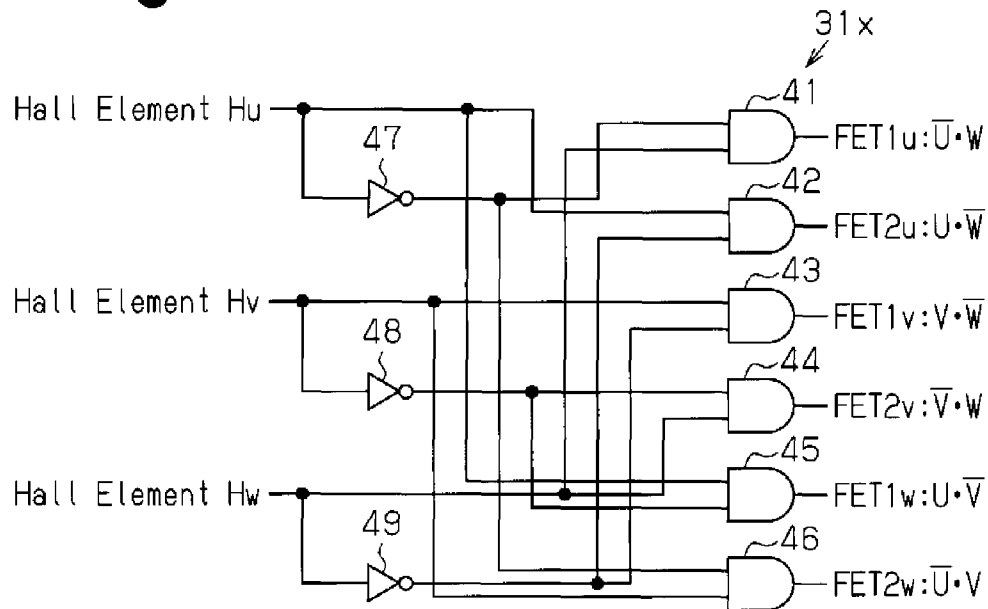 31x
Hall Element Hu
47
41
FET1u:U̅·W
42
FET2u:U·W̅
Hall Element Hv
48
43
FET1v:V·W̅
44
FET2v:V̅·W
Hall Element Hw
49
45
FET1w:U·V̅
46
FET2w:U̅·V